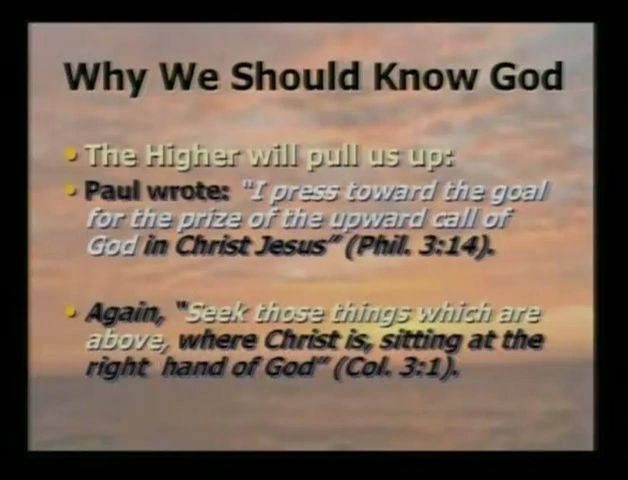 Why We Should Know God
• The Higher will pull us up:
• Paul wrote: "I press toward the goal
for the prize of the upward call of
God in Christ Jesus" (Phil. 3:14).
• Again, "Seek those things which are
above, where Christ is, sitting at the
right hand of God" (Col. 3:1).